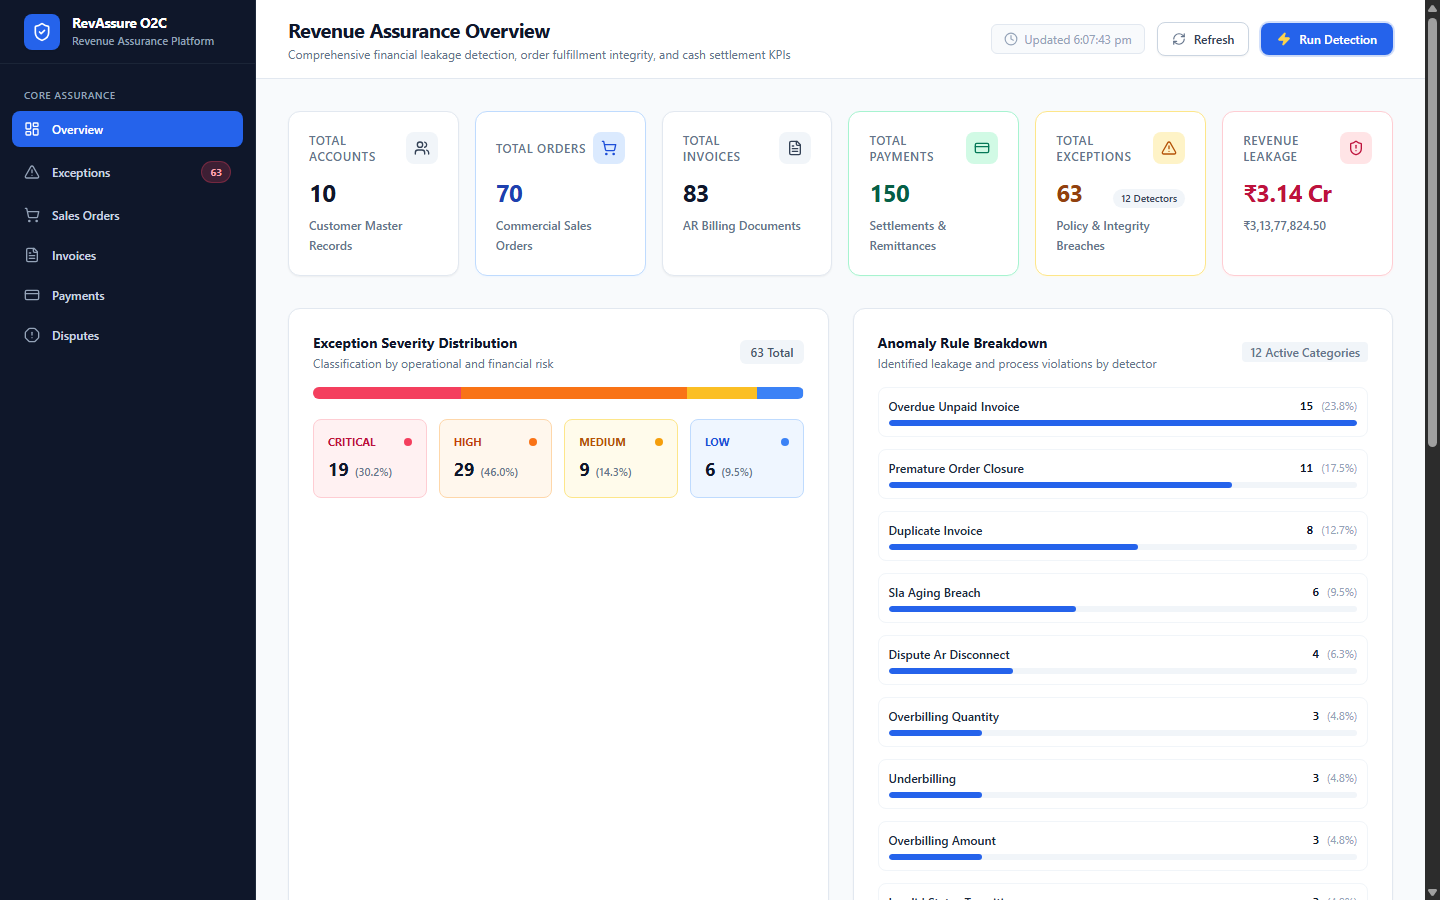 RevAssure O2C
Revenue Assurance Platform
CORE ASSURANCE
Overview
Exceptions 63
Sales Orders
Invoices
Payments
Disputes
Revenue Assurance Overview
Comprehensive financial leakage detection, order fulfillment integrity, and cash settlement KPIs
Updated 6:07:43 pm
Refresh
Run Detection
TOTAL
ACCOUNTS
10
Customer Master
Records
TOTAL ORDERS
70
Commercial Sales
Orders
TOTAL
INVOICES
83
AR Billing Documents
TOTAL
PAYMENTS
150
Settlements &
Remittances
TOTAL
EXCEPTIONS
63
12 Detectors
Policy & Integrity
Breaches
REVENUE
LEAKAGE
₹3.14 Cr
₹3,13,77,824.50
Exception Severity Distribution
Classification by operational and financial risk
63 Total
CRITICAL
19 (30.2%)
HIGH
29 (46.0%)
MEDIUM
9 (14.3%)
LOW
6 (9.5%)
Anomaly Rule Breakdown
Identified leakage and process violations by detector
12 Active Categories
Overdue Unpaid Invoice 15 (23.8%)
Premature Order Closure 11 (17.5%)
Duplicate Invoice 8 (12.7%)
Sla Aging Breach 6 (9.5%)
Dispute Ar Disconnect 4 (6.3%)
Overbilling Quantity 3 (4.8%)
Underbilling 3 (4.8%)
Overbilling Amount 3 (4.8%)